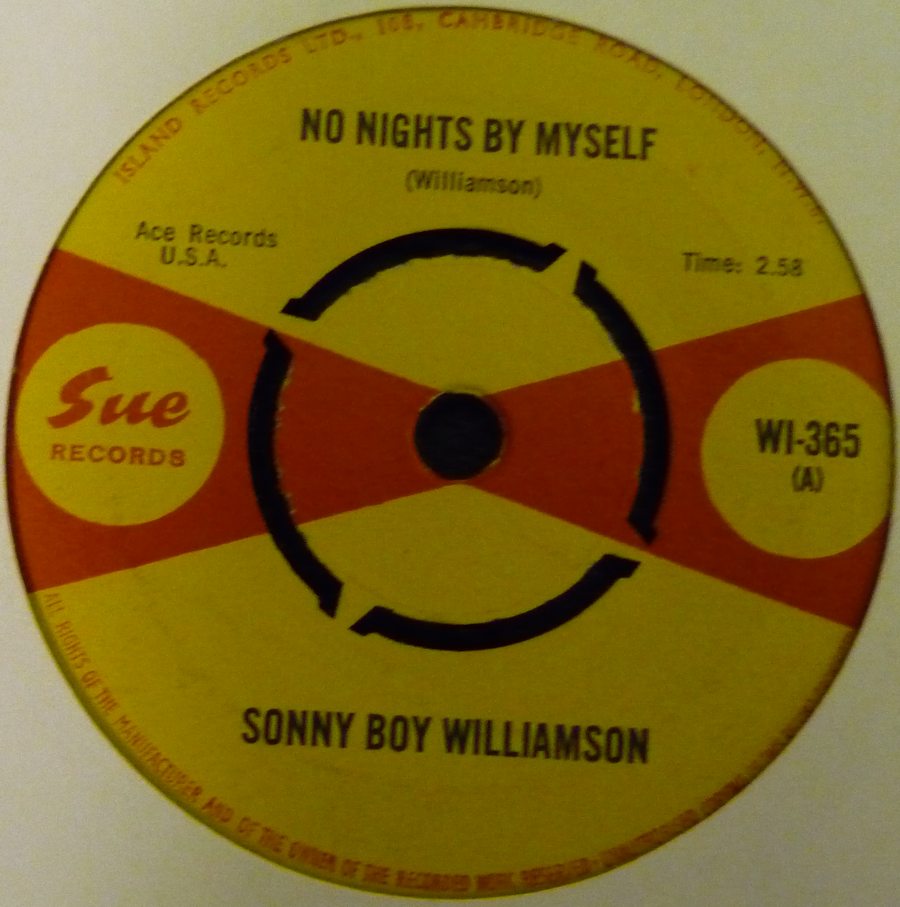 ISLAND RECORDS LTD., 108, CAMBRIDGE ROAD, LONDON, N.W.6.
NO NIGHTS BY MYSELF
(Williamson)
Ace Records
U.S.A.
Time: 2.58
Sue
RECORDS
WI-365
(A)
SONNY BOY WILLIAMSON
ALL RIGHTS OF THE MANUFACTURER AND OF THE OWNER OF THE RECORDED WORK RESERVED.